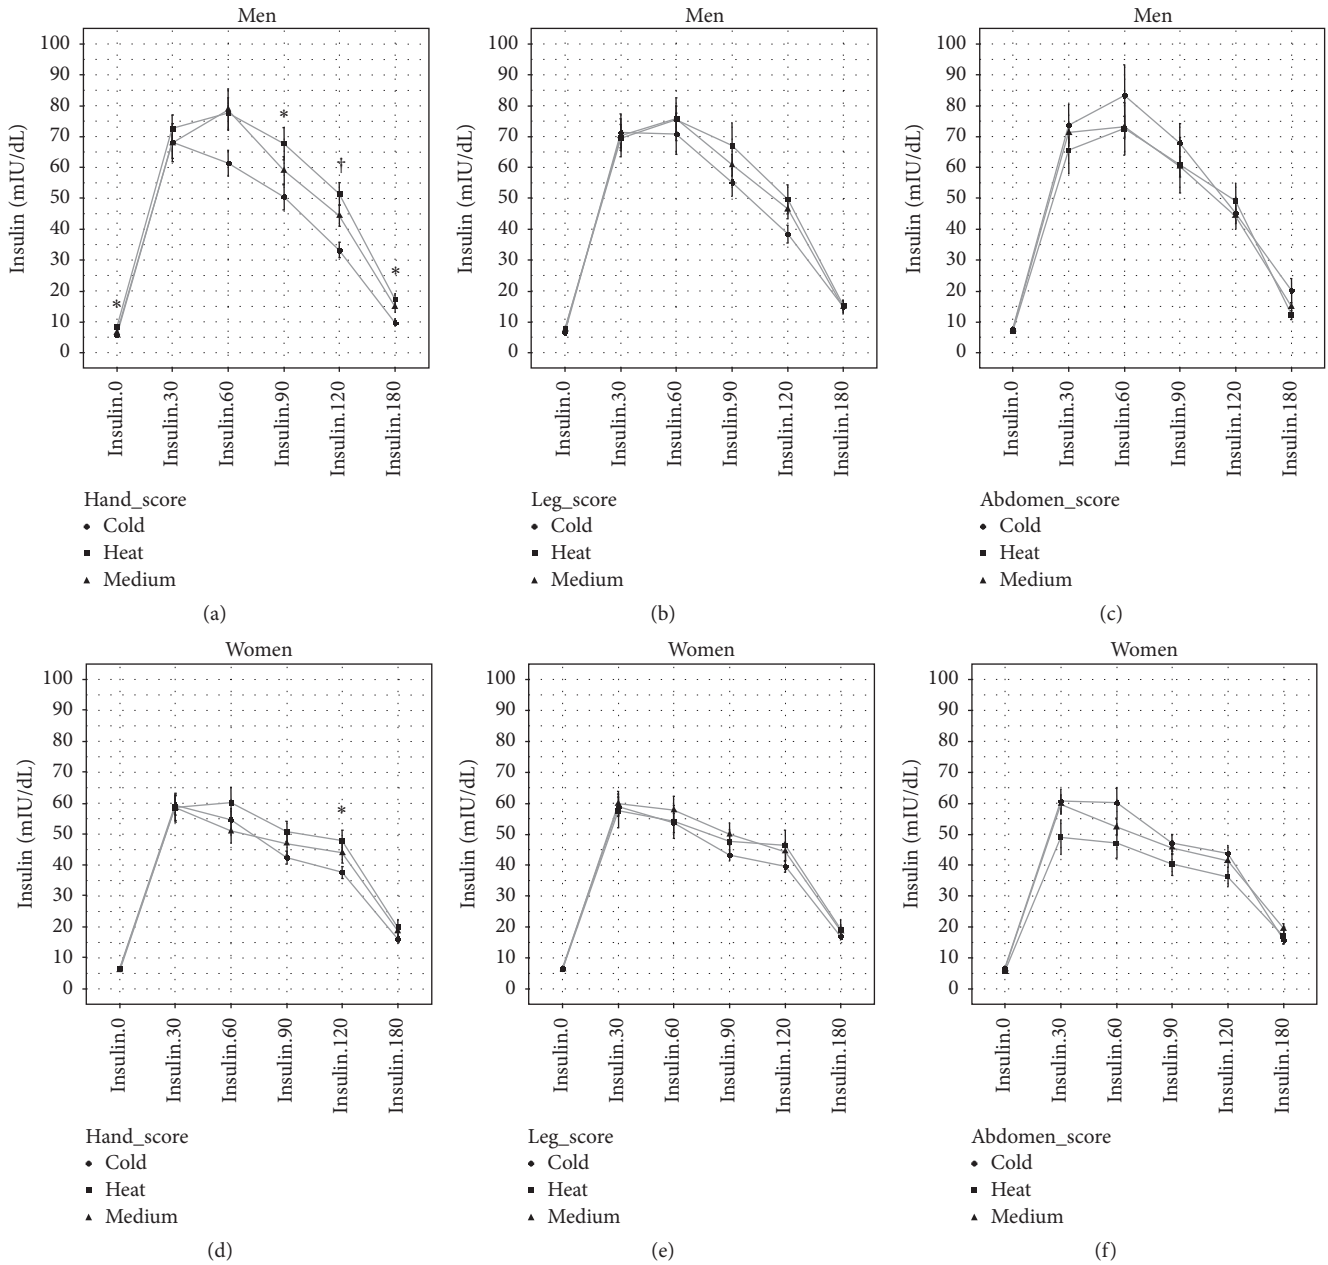 Men
100
90
80
70
60
50
40
30
20
10
0
Insulin (mIU/dL)
*
*
†
*
Insulin.0
Insulin.30
Insulin.60
Insulin.90
Insulin.120
Insulin.180
Hand_score
Cold
Heat
Medium
(a)
Men
100
90
80
70
60
50
40
30
20
10
0
Insulin (mIU/dL)
Insulin.0
Insulin.30
Insulin.60
Insulin.90
Insulin.120
Insulin.180
Leg_score
Cold
Heat
Medium
(b)
Men
100
90
80
70
60
50
40
30
20
10
0
Insulin (mIU/dL)
Insulin.0
Insulin.30
Insulin.60
Insulin.90
Insulin.120
Insulin.180
Abdomen_score
Cold
Heat
Medium
(c)
Women
100
90
80
70
60
50
40
30
20
10
0
Insulin (mIU/dL)
*
Insulin.0
Insulin.30
Insulin.60
Insulin.90
Insulin.120
Insulin.180
Hand_score
Cold
Heat
Medium
(d)
Women
100
90
80
70
60
50
40
30
20
10
0
Insulin (mIU/dL)
Insulin.0
Insulin.30
Insulin.60
Insulin.90
Insulin.120
Insulin.180
Leg_score
Cold
Heat
Medium
(e)
Women
100
90
80
70
60
50
40
30
20
10
0
Insulin (mIU/dL)
Insulin.0
Insulin.30
Insulin.60
Insulin.90
Insulin.120
Insulin.180
Abdomen_score
Cold
Heat
Medium
(f)